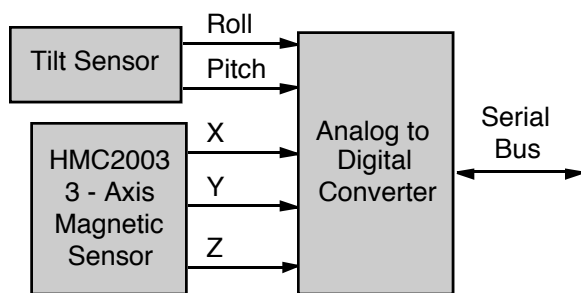 Roll
Tilt Sensor
Pitch
HMC2003
3 - Axis
Magnetic
Sensor
X
Y
Z
Analog to
Digital
Converter
Serial
Bus